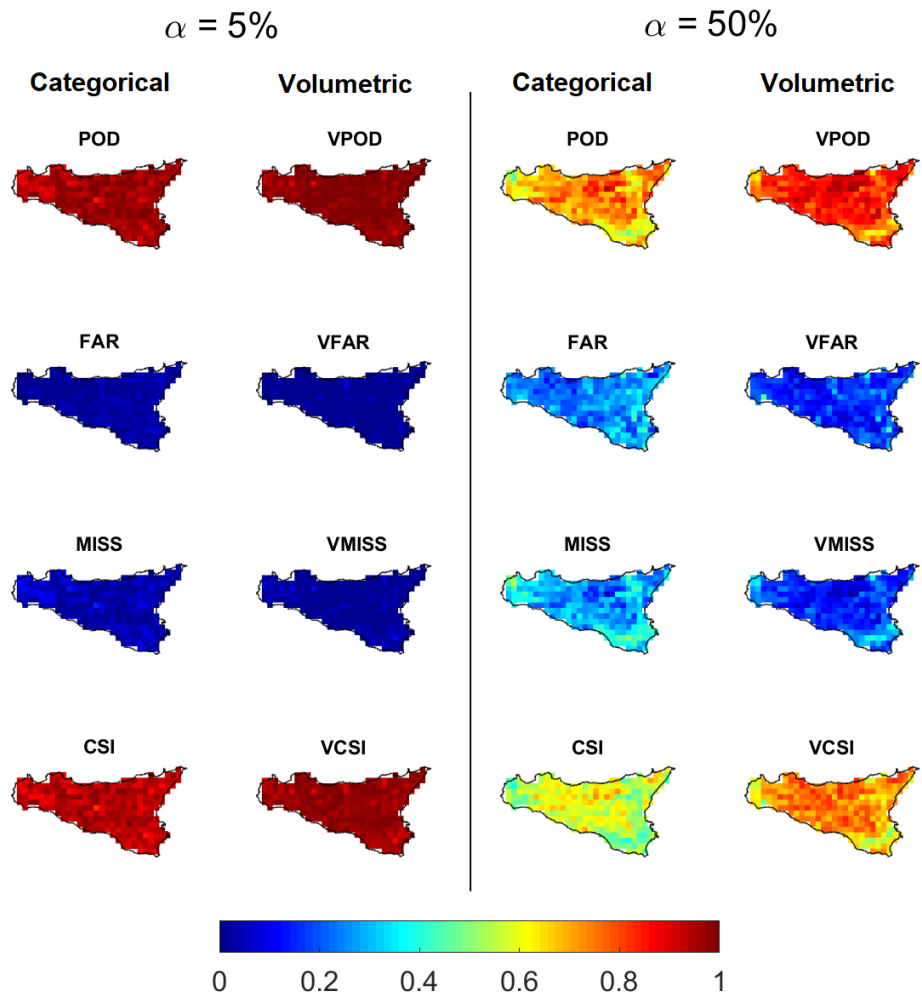 α = 5%
α = 50%
Categorical
Volumetric
Categorical
Volumetric
POD
VPOD
POD
VPOD
FAR
VFAR
FAR
VFAR
MISS
VMISS
MISS
VMISS
CSI
VCSI
CSI
VCSI
0
0.2
0.4
0.6
0.8
1